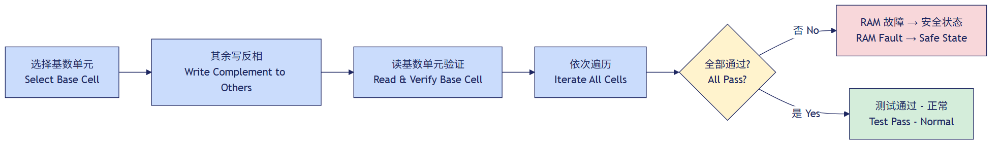 选择基数单元
Select Base Cell
其余写反相
Write Complement to
Others
读基数单元验证
Read & Verify Base Cell
依次遍历
Iterate All Cells
全部通过?
All Pass?
否 No
RAM 故障 → 安全状态
RAM Fault → Safe State
是 Yes
测试通过 - 正常
Test Pass - Normal